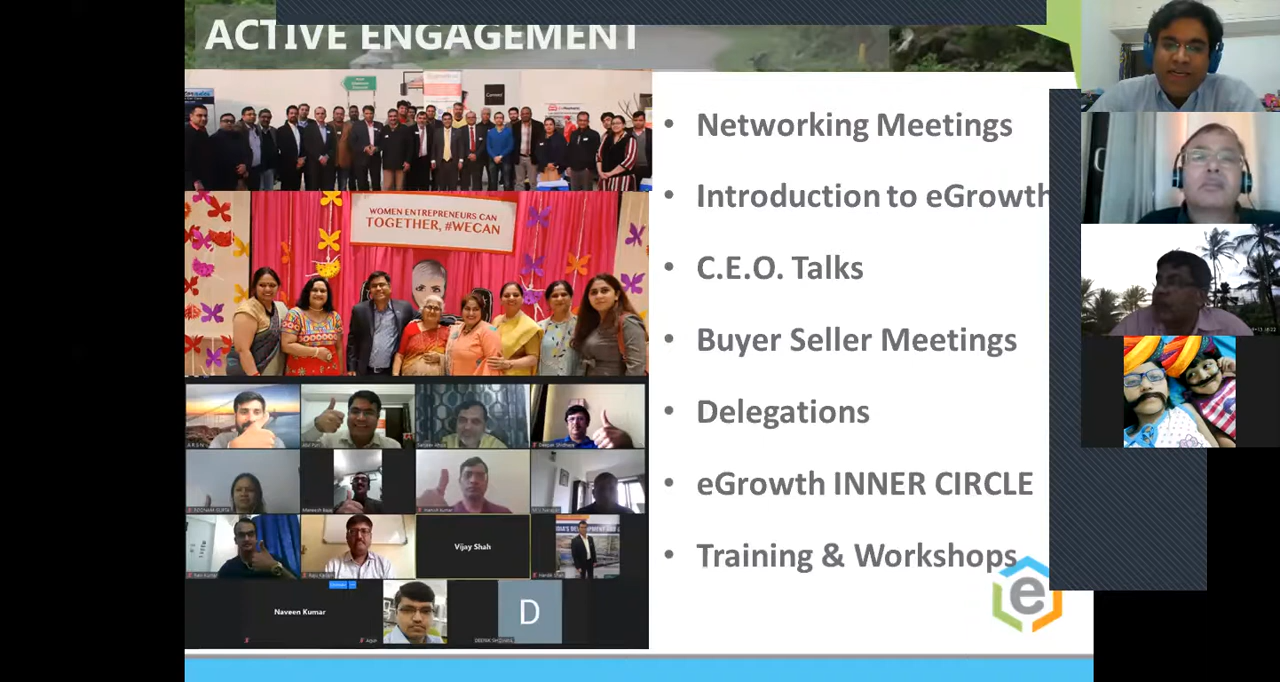 ACTIVE ENGAGEMENT
WOMEN ENTREPRENEURS CAN
TOGETHER, #WECAN
Networking Meetings
Introduction to eGrowth
C.E.O. Talks
Buyer Seller Meetings
Delegations
eGrowth INNER CIRCLE
Training & Workshops
e
Vijay Shah
Naveen Kumar
D